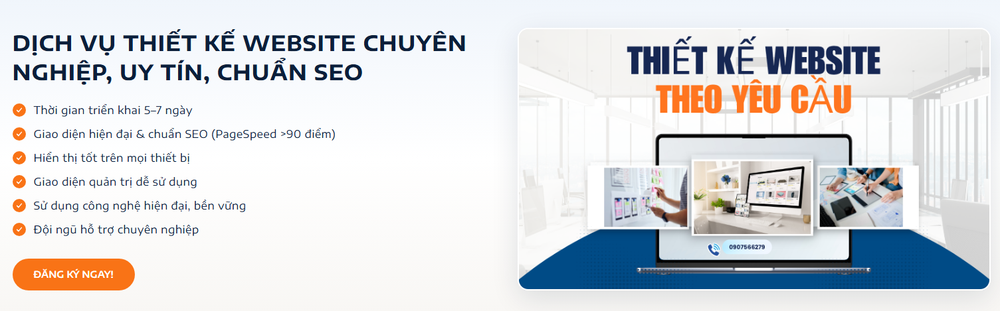 DỊCH VỤ THIẾT KẾ WEBSITE CHUYÊN
NGHIỆP, UY TÍN, CHUẨN SEO
Thời gian triển khai 5–7 ngày
Giao diện hiện đại & chuẩn SEO (PageSpeed >90 điểm)
Hiển thị tốt trên mọi thiết bị
Giao diện quản trị dễ sử dụng
Sử dụng công nghệ hiện đại, bền vững
Đội ngũ hỗ trợ chuyên nghiệp
ĐĂNG KÝ NGAY!
THIẾT KẾ WEBSITE
THEO YÊU CẦU
0907566279